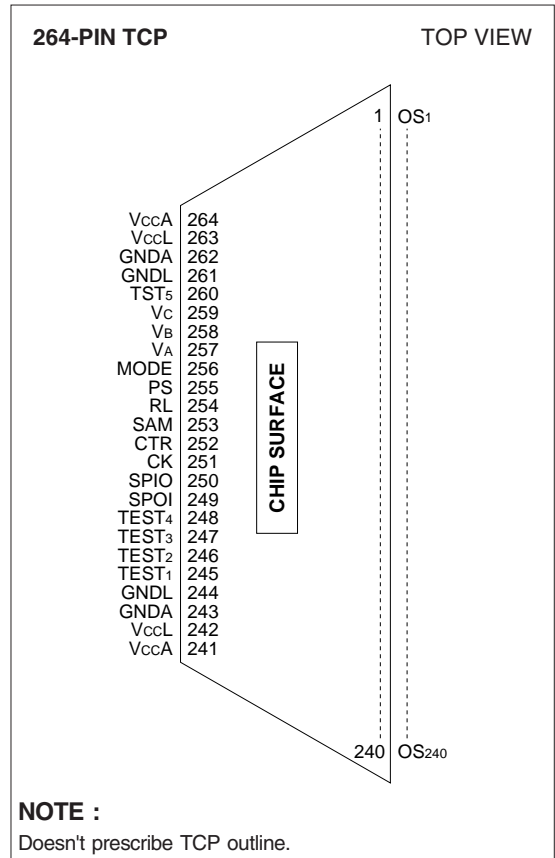 264-PIN TCP TOP VIEW
1 OS1
VCCA 264
VCCL 263
GNDA 262
GNDL 261
TST5 260
VC 259
VB 258
VA 257
MODE 256
PS 255
RL 254
SAM 253
CTR 252
CK 251
SPIO 250
SPOI 249
TEST4 248
TEST3 247
TEST2 246
TEST1 245
GNDL 244
GNDA 243
VCCL 242
VCCA 241
CHIP SURFACE
240 OS240
NOTE :
Doesn't prescribe TCP outline.